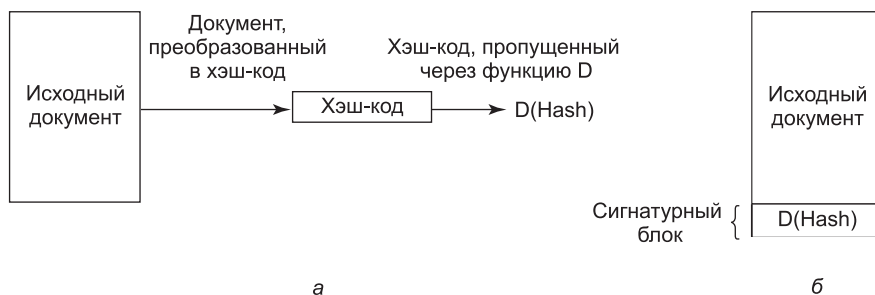 Исходный
документ
Документ,
преобразованный
в хэш-код
Хэш-код
Хэш-код, пропущенный
через функцию D
D(Hash)
а
Исходный
документ
Сигнатурный
блок
D(Hash)
б